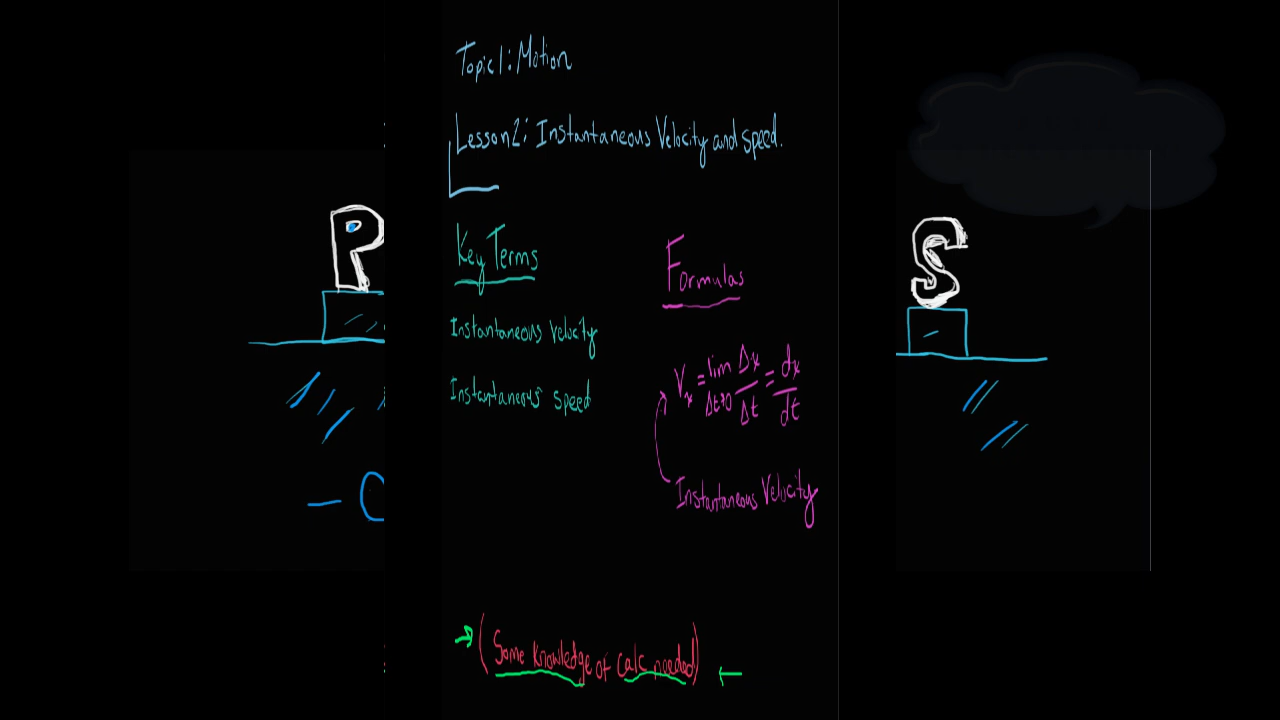 Topic 1: Motion
Lesson 2: Instantaneous Velocity and speed.
P
S
Key Terms
Formulas
Instantaneous velocity
Instantaneous speed
Vx = lim Δt→0 Δx/Δt = dx/dt
Instantaneous Velocity
(Some knowledge of calc needed)